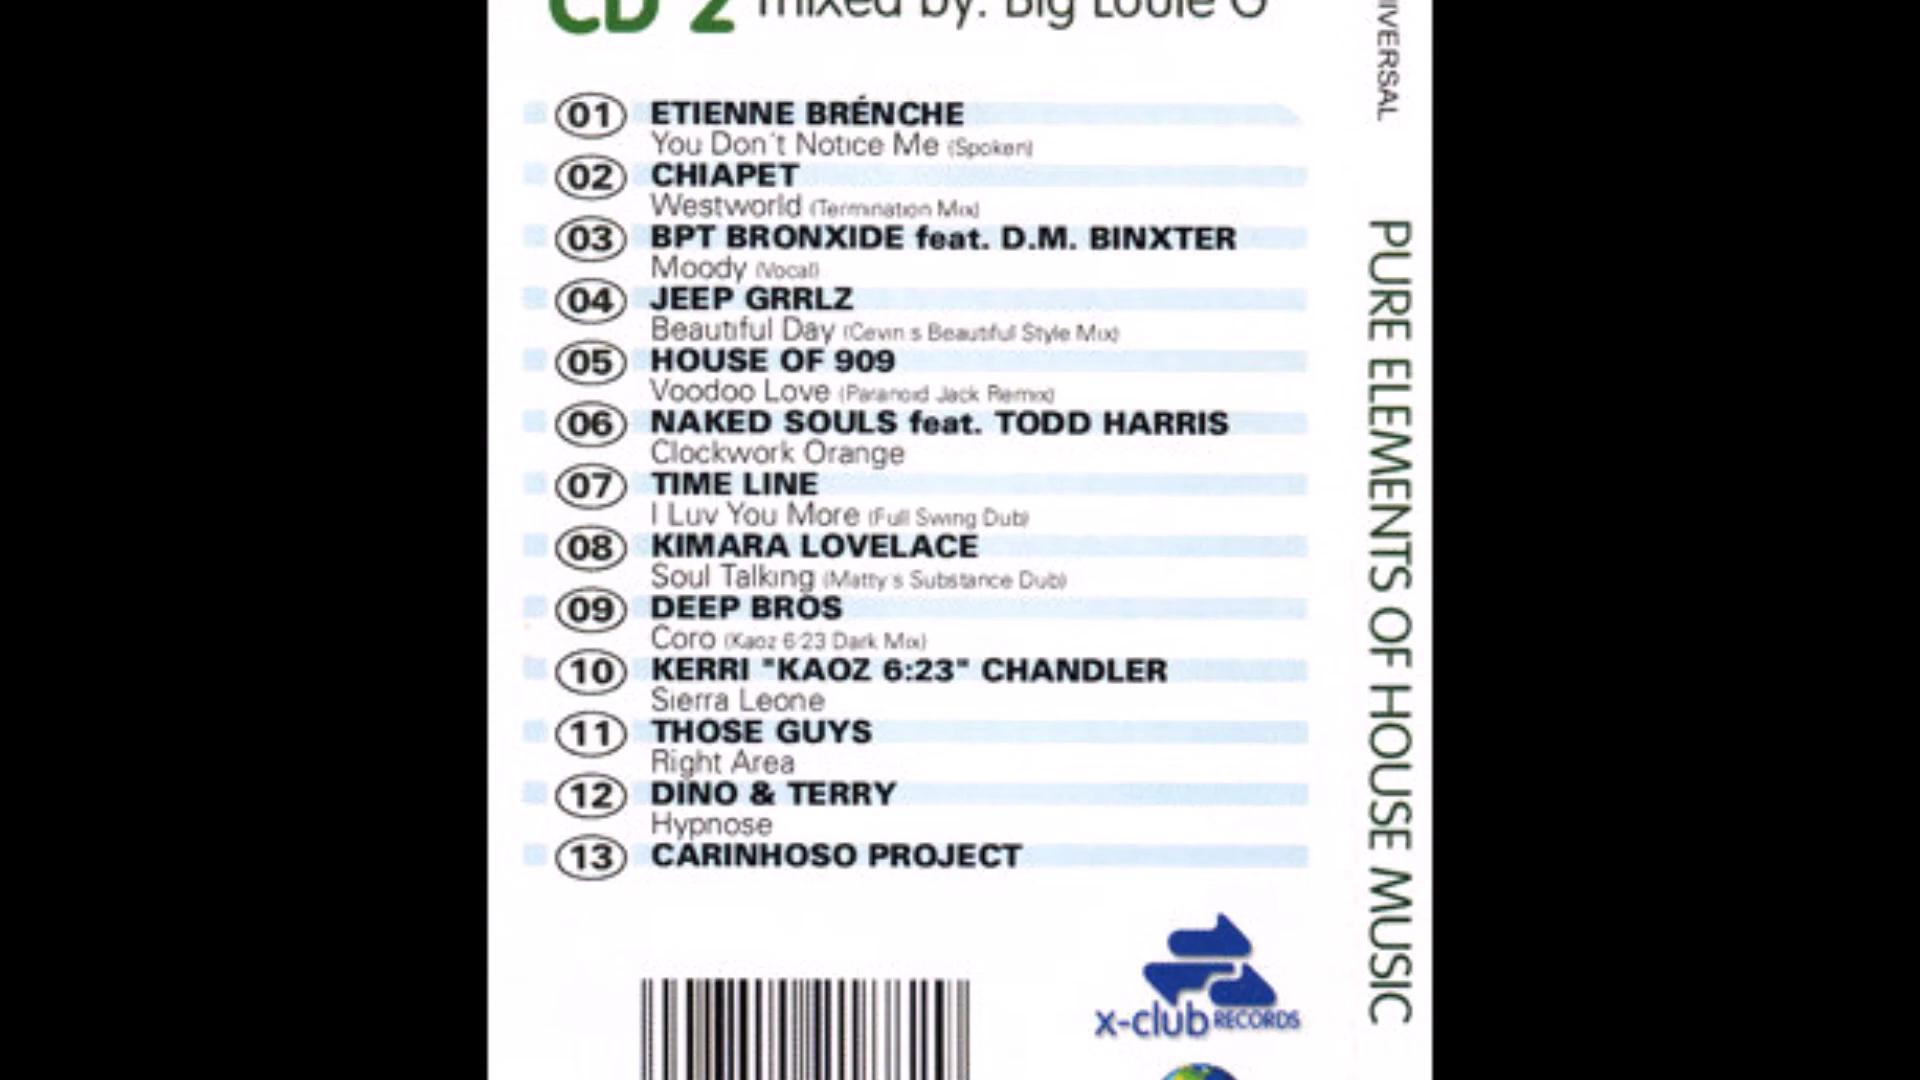 CD 2 mixed by: Big Louie G
01 ETIENNE BRÉNCHE
You Don´t Notice Me (Spoken)
02 CHIAPET
Westworld (Termination Mix)
03 BPT BRONXIDE feat. D.M. BINXTER
Moody (Vocal)
04 JEEP GRRLZ
Beautiful Day (Cevin´s Beautiful Style Mix)
05 HOUSE OF 909
Voodoo Love (Paranoid Jack Remix)
06 NAKED SOULS feat. TODD HARRIS
Clockwork Orange
07 TIME LINE
I Luv You More (Full Swing Dub)
08 KIMARA LOVELACE
Soul Talking (Matty´s Substance Dub)
09 DEEP BROS
Coro (Kaoz 6:23 Dark Mix)
10 KERRI "KAOZ 6:23" CHANDLER
Sierra Leone
11 THOSE GUYS
Right Area
12 DINO & TERRY
Hypnose
13 CARINHOSO PROJECT
x-club RECORDS
IVERSAL
PURE ELEMENTS OF HOUSE MUSIC